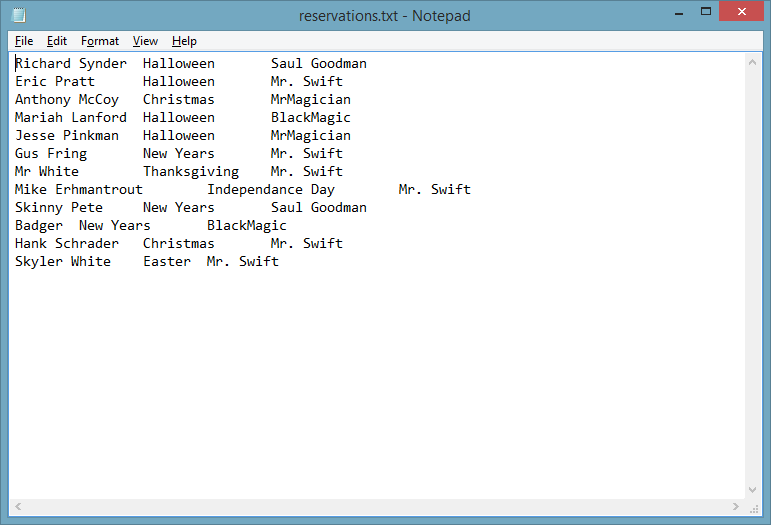 reservations.txt - Notepad
File Edit Format View Help
Richard Synder Halloween Saul Goodman
Eric Pratt Halloween Mr. Swift
Anthony McCoy Christmas MrMagician
Mariah Lanford Halloween BlackMagic
Jesse Pinkman Halloween MrMagician
Gus Fring New Years Mr. Swift
Mr White Thanksgiving Mr. Swift
Mike Erhmantrout Independance Day Mr. Swift
Skinny Pete New Years Saul Goodman
Badger New Years BlackMagic
Hank Schrader Christmas Mr. Swift
Skyler White Easter Mr. Swift